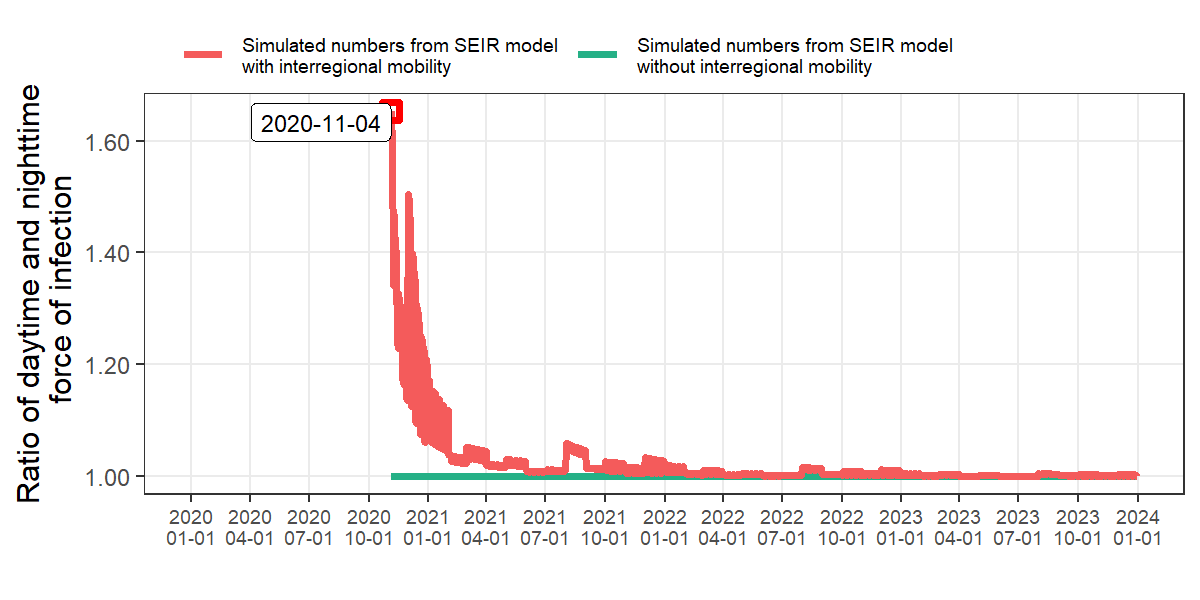 Simulated numbers from SEIR model
with interregional mobility
Simulated numbers from SEIR model
without interregional mobility
Ratio of daytime and nighttime
force of infection
2020-11-04
1.60
1.40
1.20
1.00
2020 2020 2020 2020 2021 2021 2021 2021 2022 2022 2022 2022 2023 2023 2023 2023 2024
01-01 04-01 07-01 10-01 01-01 04-01 07-01 10-01 01-01 04-01 07-01 10-01 01-01 04-01 07-01 10-01 01-01